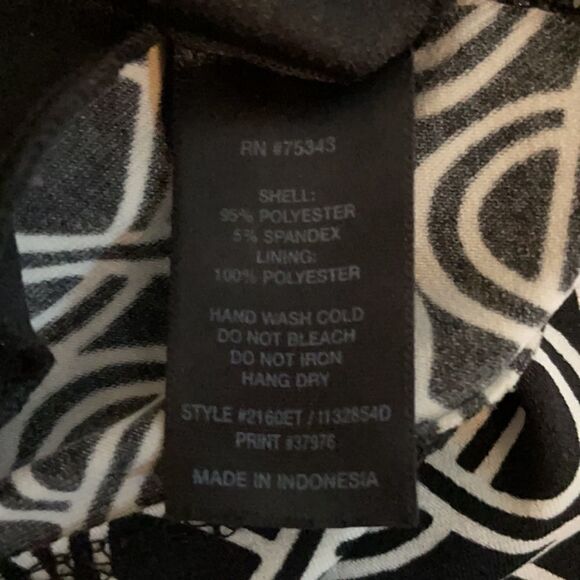 RN #75343
SHELL:
95% POLYESTER
5% SPANDEX
LINING:
100% POLYESTER
HAND WASH COLD
DO NOT BLEACH
DO NOT IRON
HANG DRY
STYLE #2160ET / 1132854D
PRINT #37976
MADE IN INDONESIA